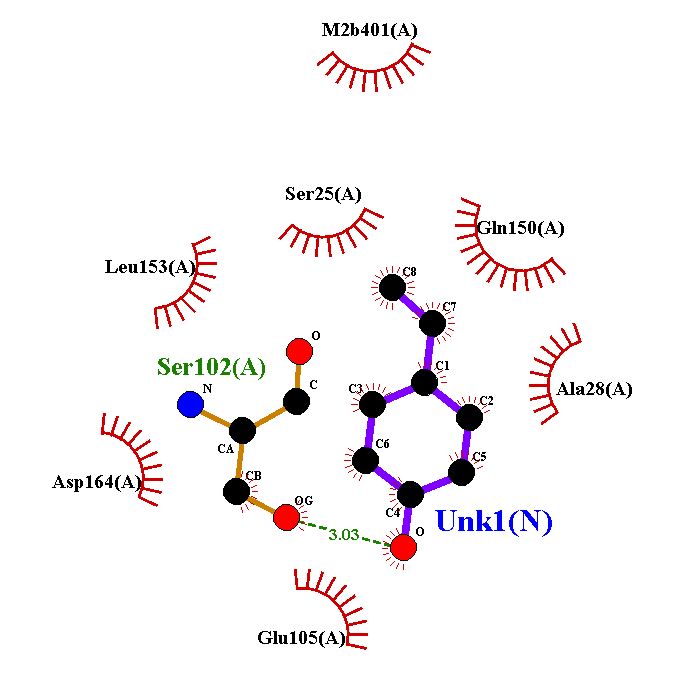 M2b401(A)
Ser25(A)
Gln150(A)
Leu153(A)
C8
C7
O
Ser102(A)
N
C
C1
C3
C2
Ala28(A)
CA
C6
C5
Asp164(A)
CB
OG
C4
Unk1(N)
3.03
O
Glu105(A)